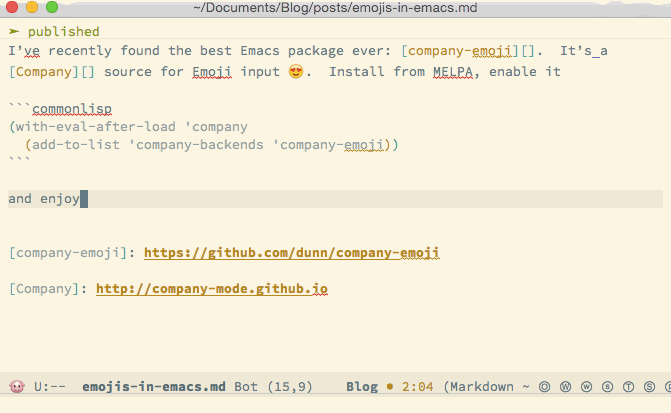 ~/Documents/Blog/posts/emojis-in-emacs.md
➣ published
I’ve recently found the best Emacs package ever: [company-emoji][].  It’s_a
[Company][] source for Emoji input 😍.  Install from MELPA, enable it
```commonlisp
(with-eval-after-load 'company
  (add-to-list 'company-backends 'company-emoji))
```
and enjoy
[company-emoji]: https://github.com/dunn/company-emoji
[Company]: http://company-mode.github.io
🐷 U:--  emojis-in-emacs.md Bot (15,9)    Blog ● 2:04 (Markdown ~ Ⓞ Ⓦ ⓦ ⓢ Ⓣ Ⓢ